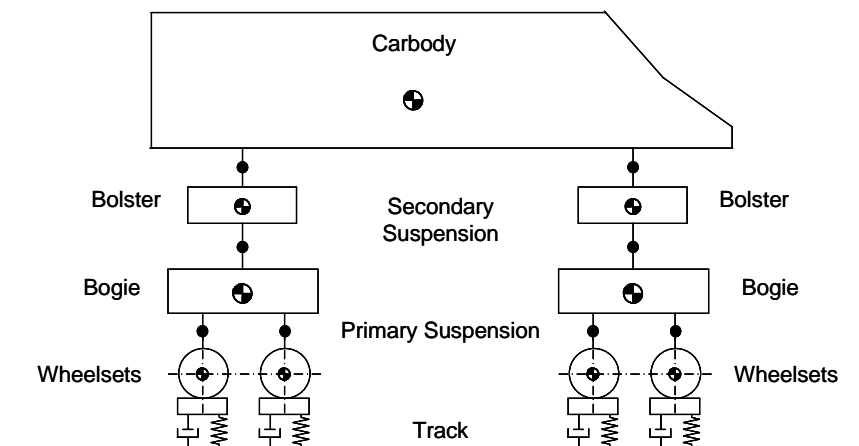 Carbody
Bolster
Secondary
Suspension
Bolster
Bogie
Bogie
Primary Suspension
Wheelsets
Wheelsets
Track